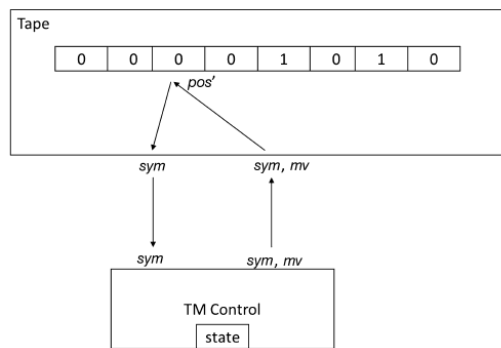 Tape
0 0 0 0 1 0 1 0
pos'
sym sym, mv
sym sym, mv
TM Control
state